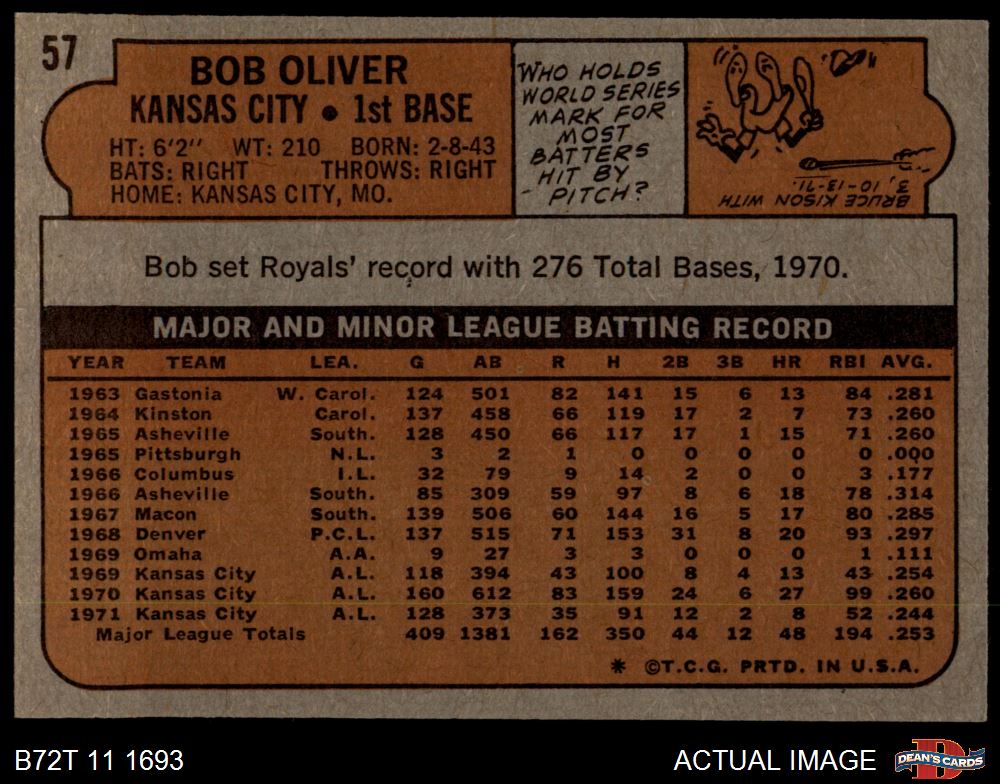 57
BOB OLIVER
KANSAS CITY • 1st BASE
HT: 6'2" WT: 210 BORN: 2-8-43
BATS: RIGHT THROWS: RIGHT
HOME: KANSAS CITY, MO.
WHO HOLDS
WORLD SERIES
MARK FOR
MOST
BATTERS
HIT BY
PITCH?
BRUCE KISON WITH
3, 10-13-71.
Bob set Royals' record with 276 Total Bases, 1970.
MAJOR AND MINOR LEAGUE BATTING RECORD
YEAR TEAM LEA. G AB R H 2B 3B HR RBI AVG.
1963 Gastonia W. Carol. 124 501 82 141 15 6 13 84 .281
1964 Kinston Carol. 137 458 66 119 17 2 7 73 .260
1965 Asheville South. 128 450 66 117 17 1 15 71 .260
1965 Pittsburgh N.L. 3 2 1 0 0 0 0 0 .000
1966 Columbus I.L. 32 79 9 14 2 0 0 3 .177
1966 Asheville South. 85 309 59 97 8 6 18 78 .314
1967 Macon South. 139 506 60 144 16 5 17 80 .285
1968 Denver P.C.L. 137 515 71 153 31 8 20 93 .297
1969 Omaha A.A. 9 27 3 3 0 0 0 1 .111
1969 Kansas City A.L. 118 394 43 100 8 4 13 43 .254
1970 Kansas City A.L. 160 612 83 159 24 6 27 99 .260
1971 Kansas City A.L. 128 373 35 91 12 2 8 52 .244
Major League Totals 409 1381 162 350 44 12 48 194 .253
* ©T.C.G. PRTD. IN U.S.A.
B72T 11 1693
ACTUAL IMAGE
D
DEAN'S CARDS